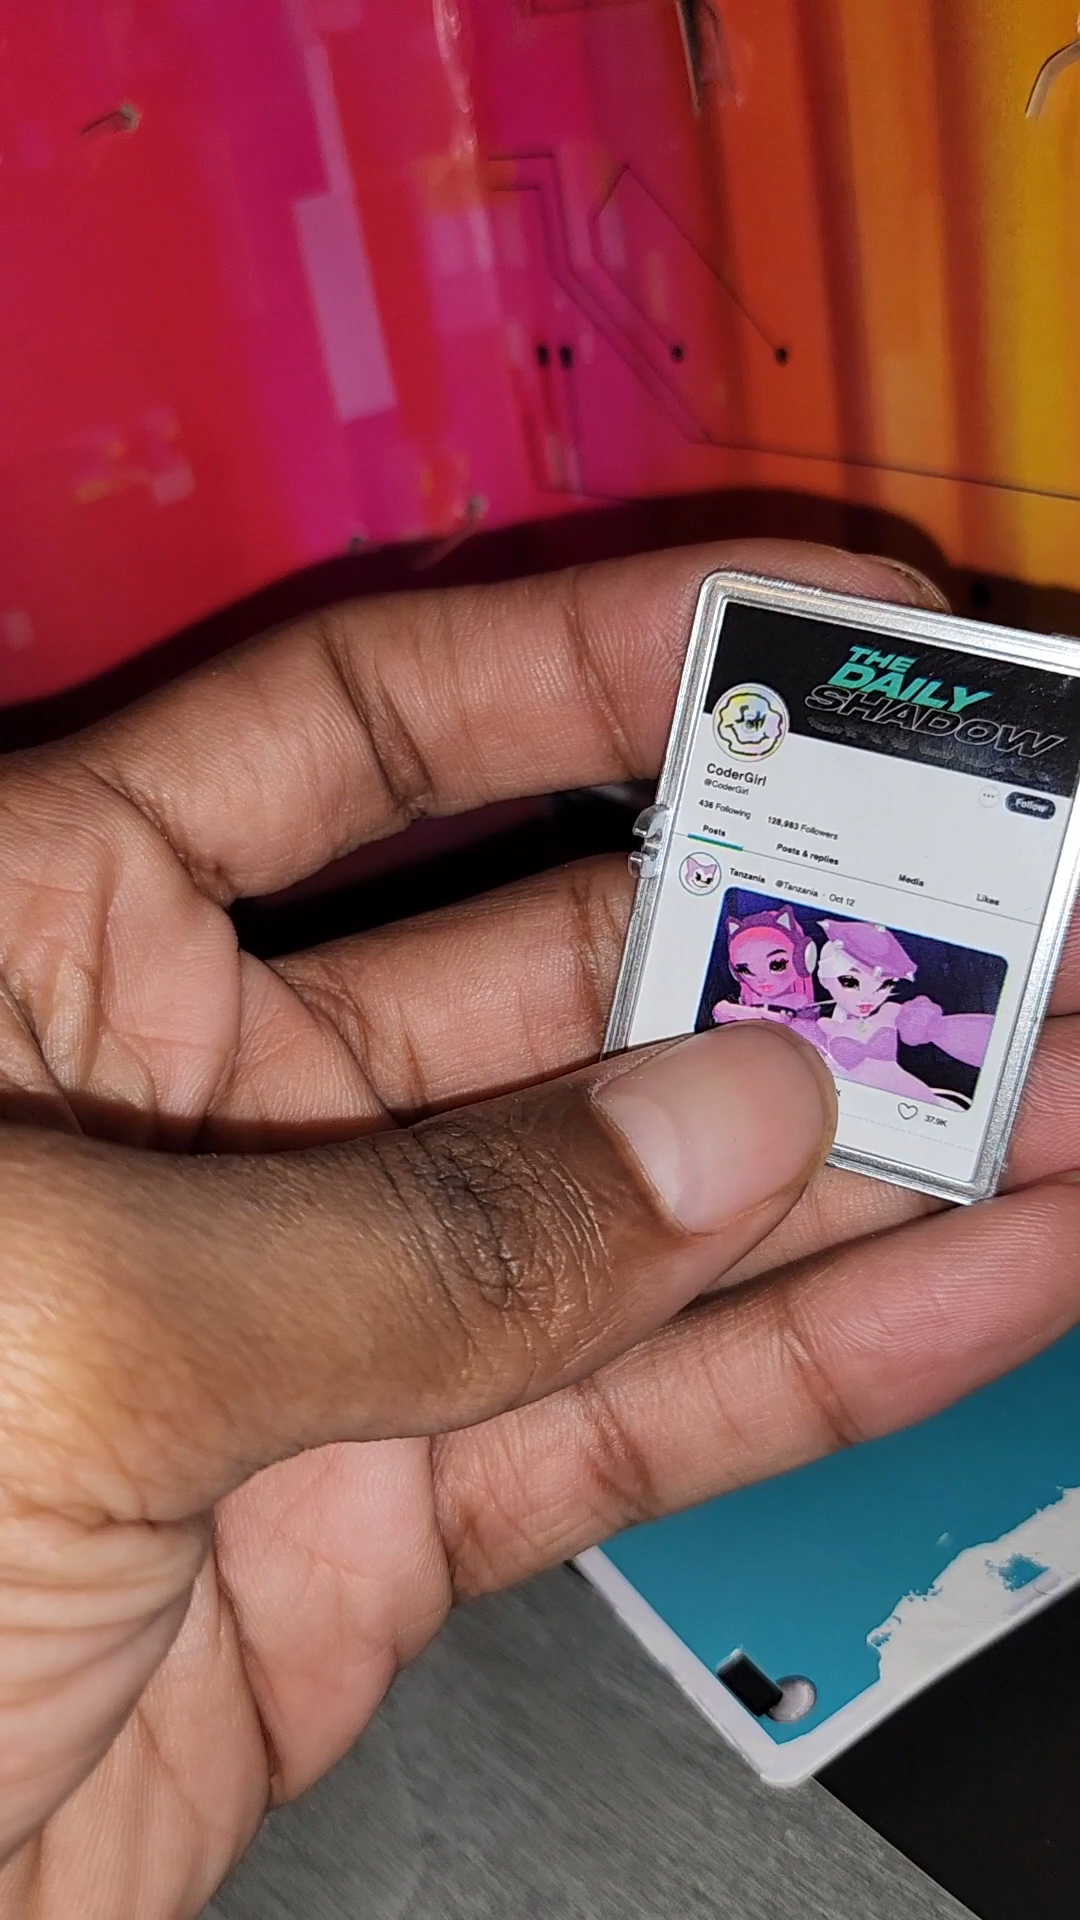 THE
DAILY
SHADOW
CoderGirl
@CoderGirl
Follow
436 Following 128,983 Followers
Posts Posts & replies Media Likes
Tanzania @Tanzania · Oct 12
37.9K